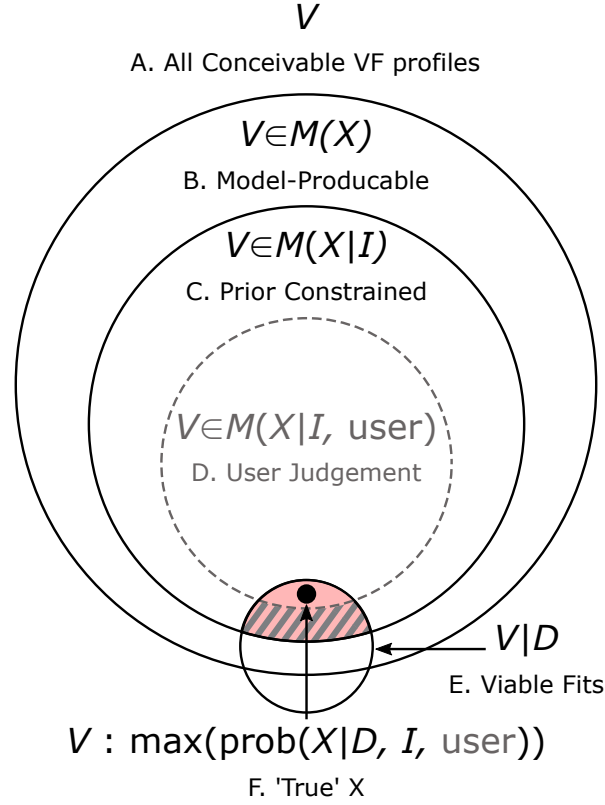 V
A. All Conceivable VF profiles
V∈M(X)
B. Model-Producable
V∈M(X|I)
C. Prior Constrained
V∈M(X|I, user)
D. User Judgement
V|D
E. Viable Fits
V : max(prob(X|D, I, user))
F. 'True' X